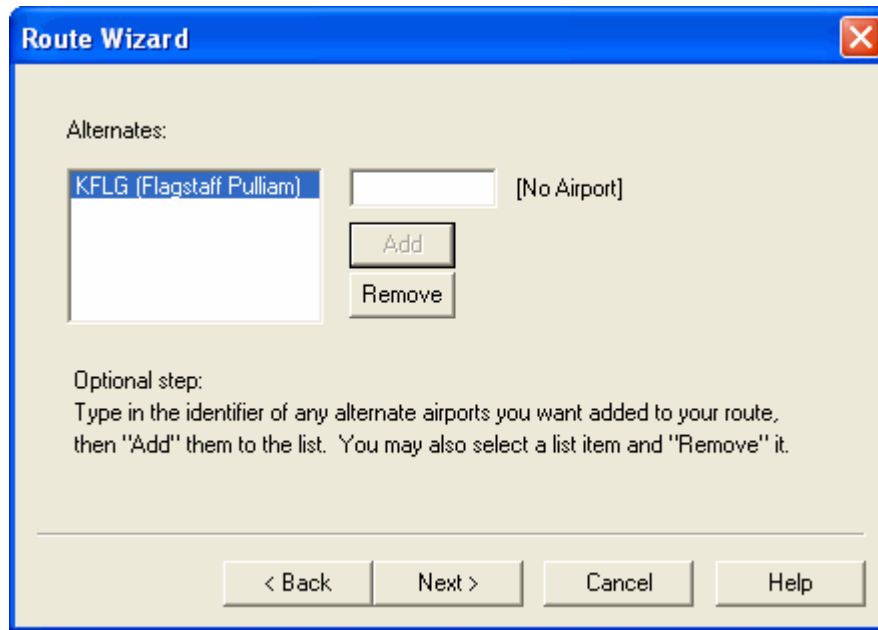 Route Wizard
Alternates:
KFLG (Flagstaff Pulliam)
[No Airport]
Add
Remove
Optional step:
Type in the identifier of any alternate airports you want added to your route,
then "Add" them to the list.  You may also select a list item and "Remove" it.
< Back
Next >
Cancel
Help